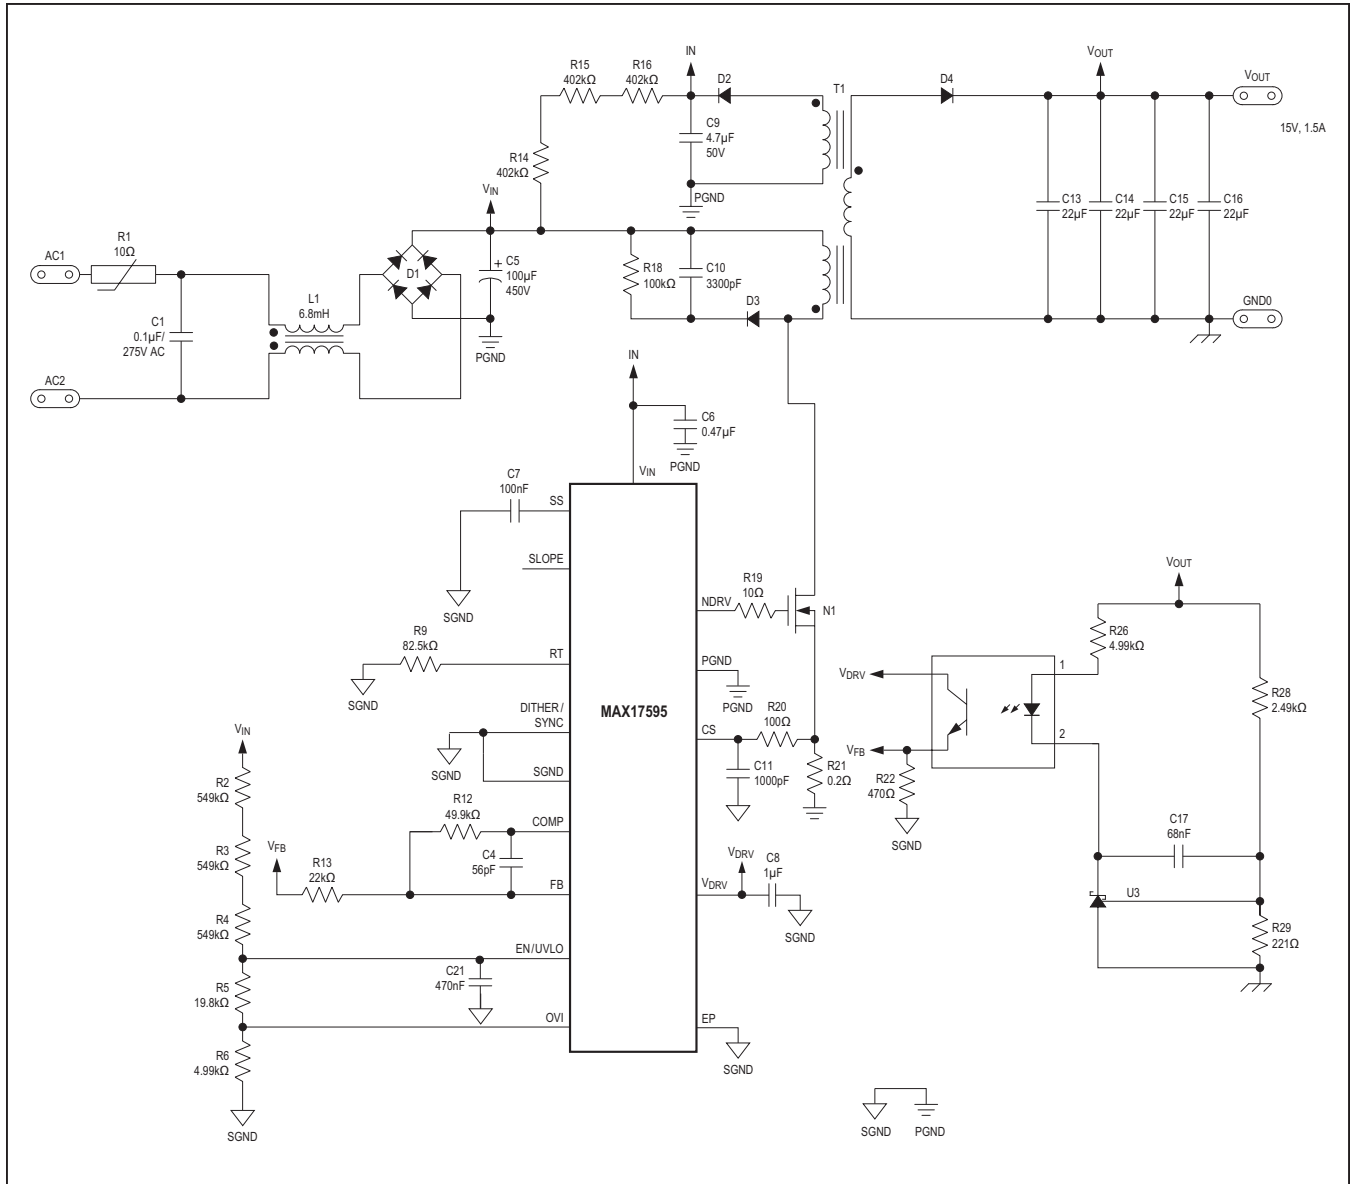 IN
VOUT
R15
402kΩ
R16
402kΩ
D2
T1
D4
VOUT
15V, 1.5A
C9
4.7µF
50V
R14
402kΩ
PGND
VIN
C13
22µF
C14
22µF
C15
22µF
C16
22µF
AC1
R1
10Ω
D1
+
C5
100µF
450V
R18
100kΩ
C10
3300pF
D3
GND0
L1
6.8mH
C1
0.1µF/
275V AC
PGND
AC2
IN
C6
0.47µF
PGND
VIN
C7
100nF
SS
SLOPE
SGND
R19
10Ω
NDRV
N1
VOUT
R26
4.99kΩ
R9
82.5kΩ
RT
SGND
PGND
PGND
VDRV
1
2
R28
2.49kΩ
MAX17595
DITHER/
SYNC
SGND
SGND
CS
R20
100Ω
C11
1000pF
R21
0.2Ω
VFB
R22
470Ω
SGND
VIN
R2
549kΩ
R12
49.9kΩ
COMP
C4
56pF
C17
68nF
R3
549kΩ
VFB
R13
22kΩ
FB
VDRV
VDRV
C8
1µF
SGND
U3
R4
549kΩ
R29
221Ω
EN/UVLO
C21
470nF
R5
19.8kΩ
OVI
EP
SGND
R6
4.99kΩ
SGND
SGND
PGND